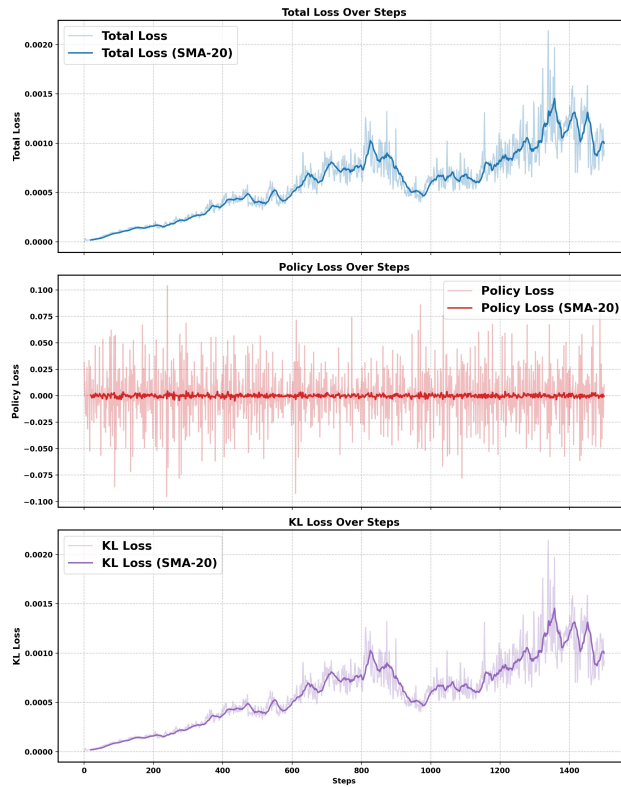 Total Loss Over Steps
Total Loss
Total Loss (SMA-20)
0.0020
0.0015
0.0010
0.0005
0.0000
Total Loss
Policy Loss Over Steps
Policy Loss
Policy Loss (SMA-20)
0.100
0.075
0.050
0.025
0.000
−0.025
−0.050
−0.075
−0.100
Policy Loss
KL Loss Over Steps
KL Loss
KL Loss (SMA-20)
0.0020
0.0015
0.0010
0.0005
0.0000
KL Loss
0 200 400 600 800 1000 1200 1400
Steps